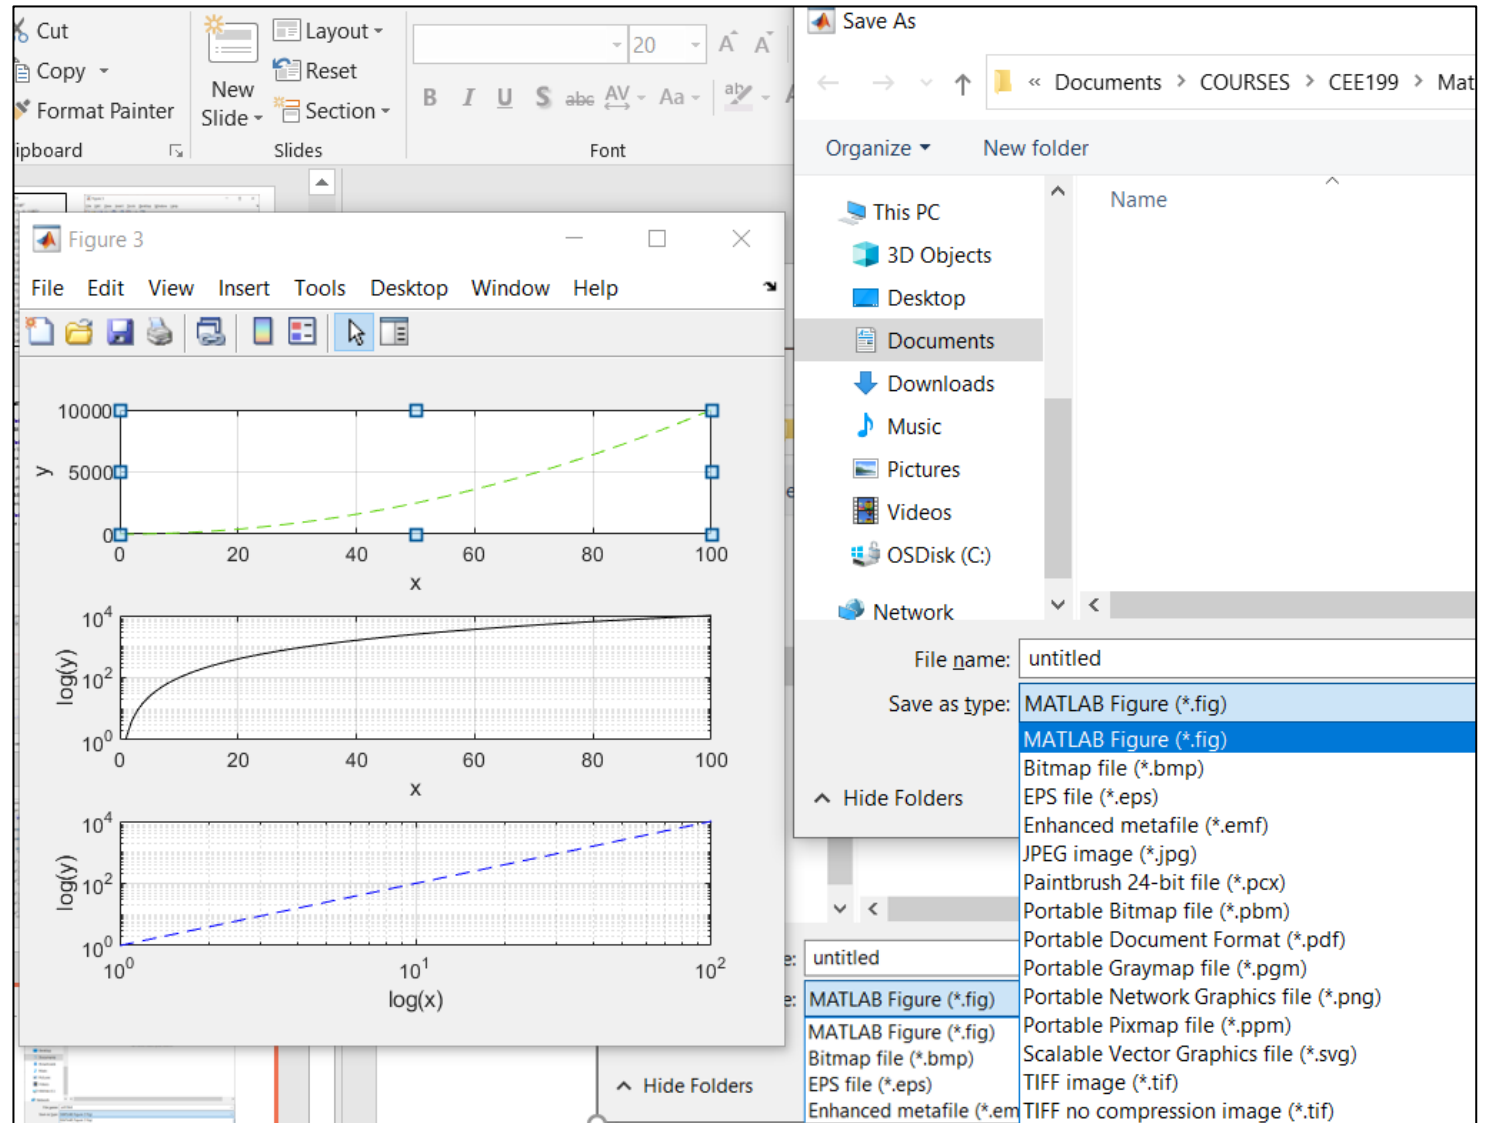 Cut
Copy
Format Painter
New
Slide
Layout
Reset
Section
Slides
20
B I U S abc AV Aa
Font
Figure 3
File Edit View Insert Tools Desktop Window Help
10000
5000
0
y
0 20 40 60 80 100
x
10^4
10^2
10^0
log(y)
0 20 40 60 80 100
x
10^4
10^2
10^0
log(y)
10^0 10^1 10^2
log(x)
Save As
« Documents > COURSES > CEE199 > Mat
Organize New folder
Name
This PC
3D Objects
Desktop
Documents
Downloads
Music
Pictures
Videos
OSDisk (C:)
Network
File name: untitled
Save as type: MATLAB Figure (*.fig)
MATLAB Figure (*.fig)
Bitmap file (*.bmp)
EPS file (*.eps)
Enhanced metafile (*.emf)
JPEG image (*.jpg)
Paintbrush 24-bit file (*.pcx)
Portable Bitmap file (*.pbm)
Portable Document Format (*.pdf)
Portable Graymap file (*.pgm)
Portable Network Graphics file (*.png)
Portable Pixmap file (*.ppm)
Scalable Vector Graphics file (*.svg)
TIFF image (*.tif)
TIFF no compression image (*.tif)
Hide Folders
e: untitled
e: MATLAB Figure (*.fig)
MATLAB Figure (*.fig)
Bitmap file (*.bmp)
EPS file (*.eps)
Enhanced metafile (*.em
Hide Folders